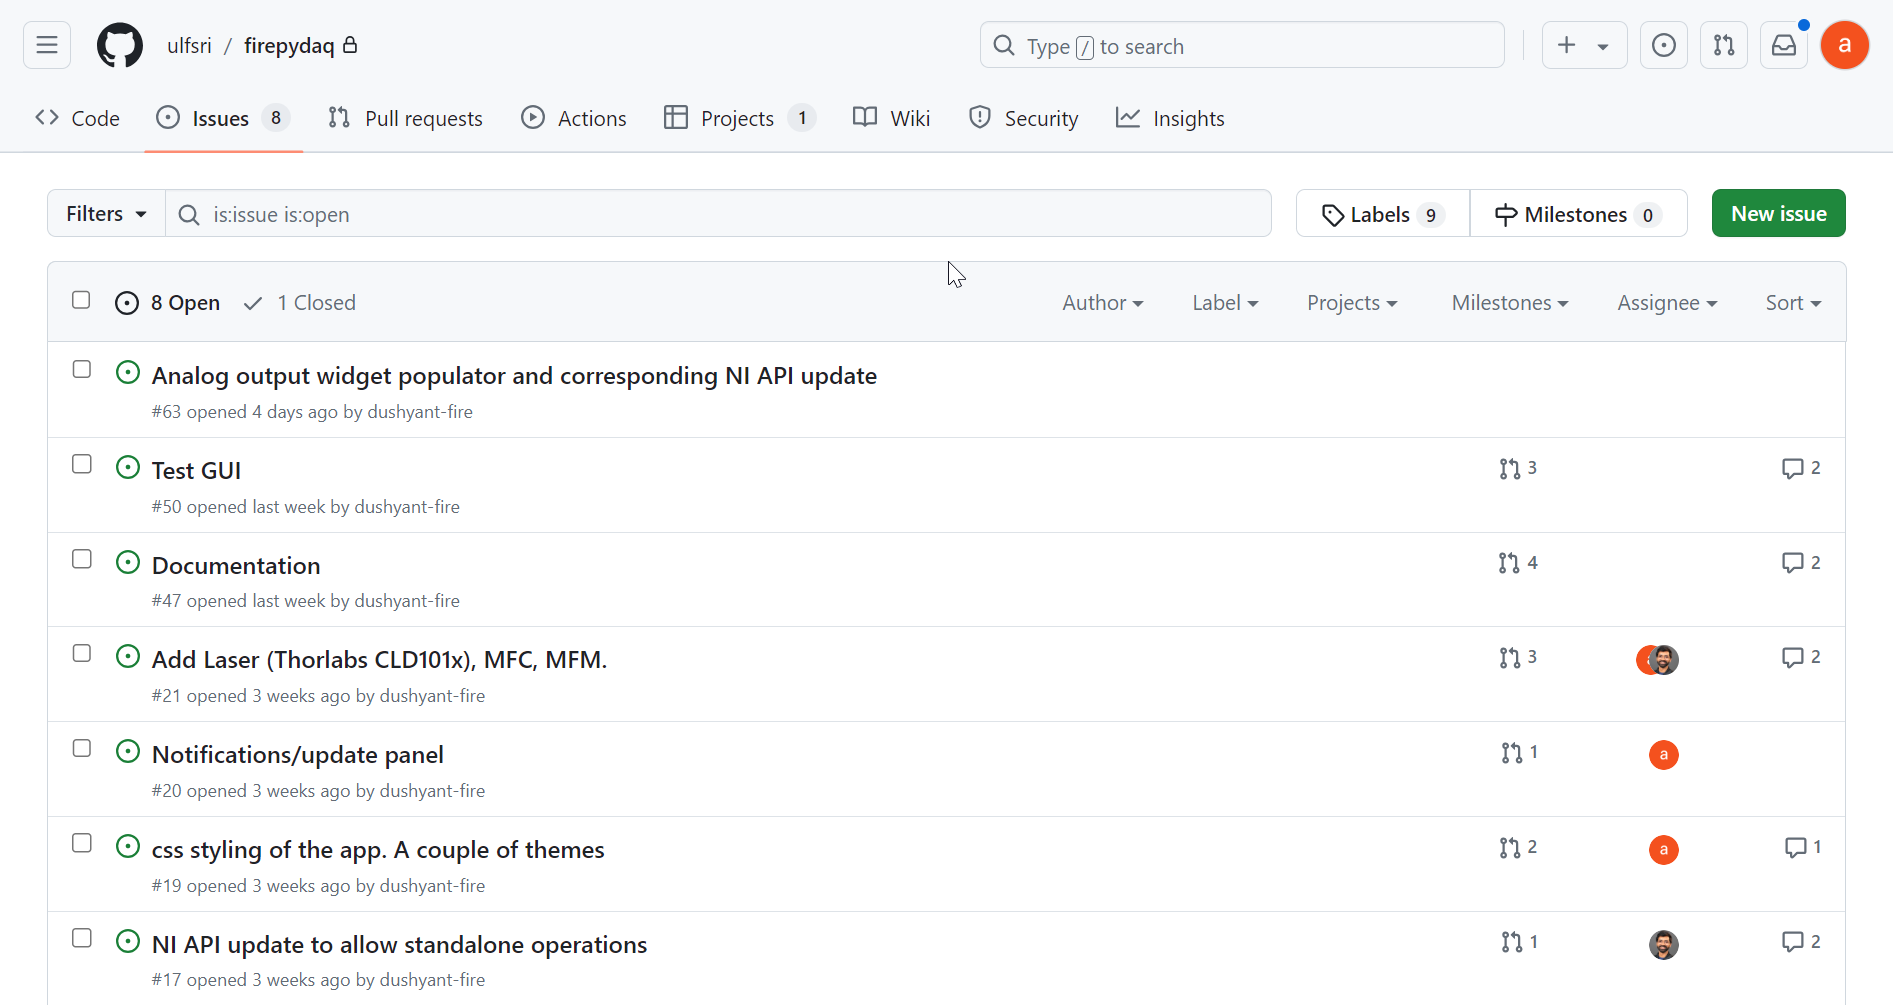 ulfsri / firepydaq
Type / to search
a
Code
Issues 8
Pull requests
Actions
Projects 1
Wiki
Security
Insights
Filters
is:issue is:open
Labels 9
Milestones 0
New issue
8 Open
1 Closed
Author
Label
Projects
Milestones
Assignee
Sort
Analog output widget populator and corresponding NI API update
#63 opened 4 days ago by dushyant-fire
Test GUI
3
2
#50 opened last week by dushyant-fire
Documentation
4
2
#47 opened last week by dushyant-fire
Add Laser (Thorlabs CLD101x), MFC, MFM.
3
2
#21 opened 3 weeks ago by dushyant-fire
Notifications/update panel
1
a
#20 opened 3 weeks ago by dushyant-fire
css styling of the app. A couple of themes
2
a
1
#19 opened 3 weeks ago by dushyant-fire
NI API update to allow standalone operations
1
2
#17 opened 3 weeks ago by dushyant-fire